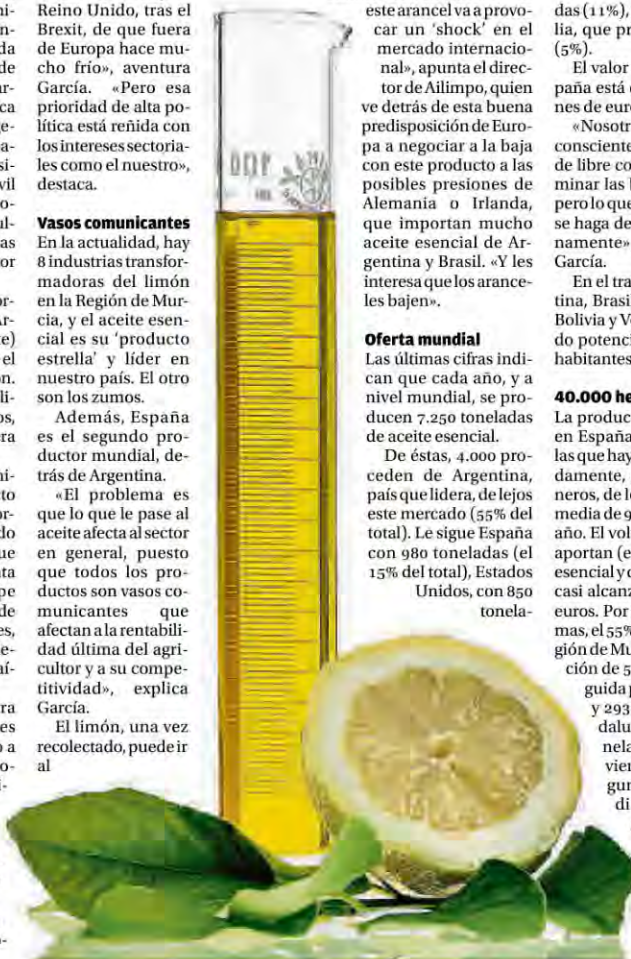 Reino Unido, tras el
Brexit, de que fuera
de Europa hace mu-
cho frío», aventura
García. «Pero esa
prioridad de alta po-
lítica está reñida con
los intereses sectoria-
les como el nuestro»,
destaca.
Vasos comunicantes
En la actualidad, hay
8 industrias transfor-
madoras del limón
en la Región de Mur-
cia, y el aceite esen-
cial es su ‘producto
estrella’ y líder en
nuestro país. El otro
son los zumos.
Además, España
es el segundo pro-
ductor mundial, de-
trás de Argentina.
«El problema es
que lo que le pase al
aceite afecta al sector
en general, puesto
que todos los pro-
ductos son vasos co-
municantes que
afectan a la rentabili-
dad última del agri-
cultor y a su compe-
titividad», explica
García.
El limón, una vez
recolectado, puede ir
al
este arancel va a provo-
car un ‘shock’ en el
mercado internacio-
nal», apunta el direc-
tor de Ailimpo, quien
ve detrás de esta buena
predisposición de Euro-
pa a negociar a la baja
con este producto a las
posibles presiones de
Alemania o Irlanda,
que importan mucho
aceite esencial de Ar-
gentina y Brasil. «Y les
interesa que los arance-
les bajen».
Oferta mundial
Las últimas cifras indi-
can que cada año, y a
nivel mundial, se pro-
ducen 7.250 toneladas
de aceite esencial.
De éstas, 4.000 pro-
ceden de Argentina,
país que lidera, de lejos
este mercado (55% del
total). Le sigue España
con 980 toneladas (el
15% del total), Estados
Unidos, con 850
tonela-
das (11%),
lia, que pr
(5%).
El valor
paña está
nes de eur
«Nosotr
consciente
de libre co
minar las
pero lo que
se haga de
namente»
García.
En el tra
tina, Brasi
Bolivia y V
do potenci
habitantes
40.000 he
La produc
en España
las que hay
damente,
neros, de l
media de 9
año. El vol
aportan (e
esencial y
casi alcanz
euros. Por
mas, el 55%
gión de Mu
ción de 5
guida
y 293
dalu
nela
vien
gun
di